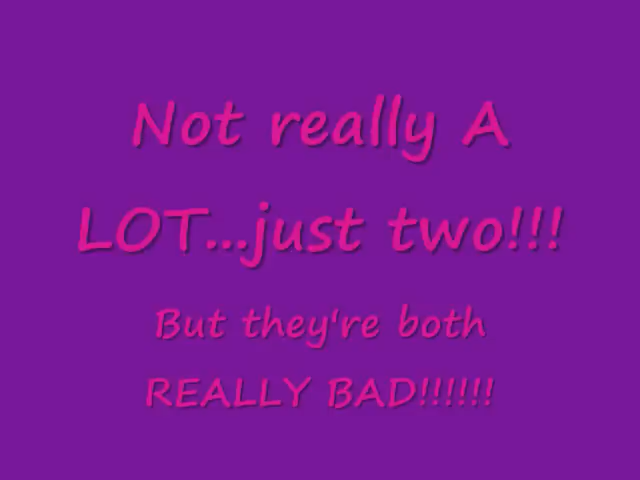 Not really A
LOT...just two!!!
But they're both
REALLY BAD!!!!!!